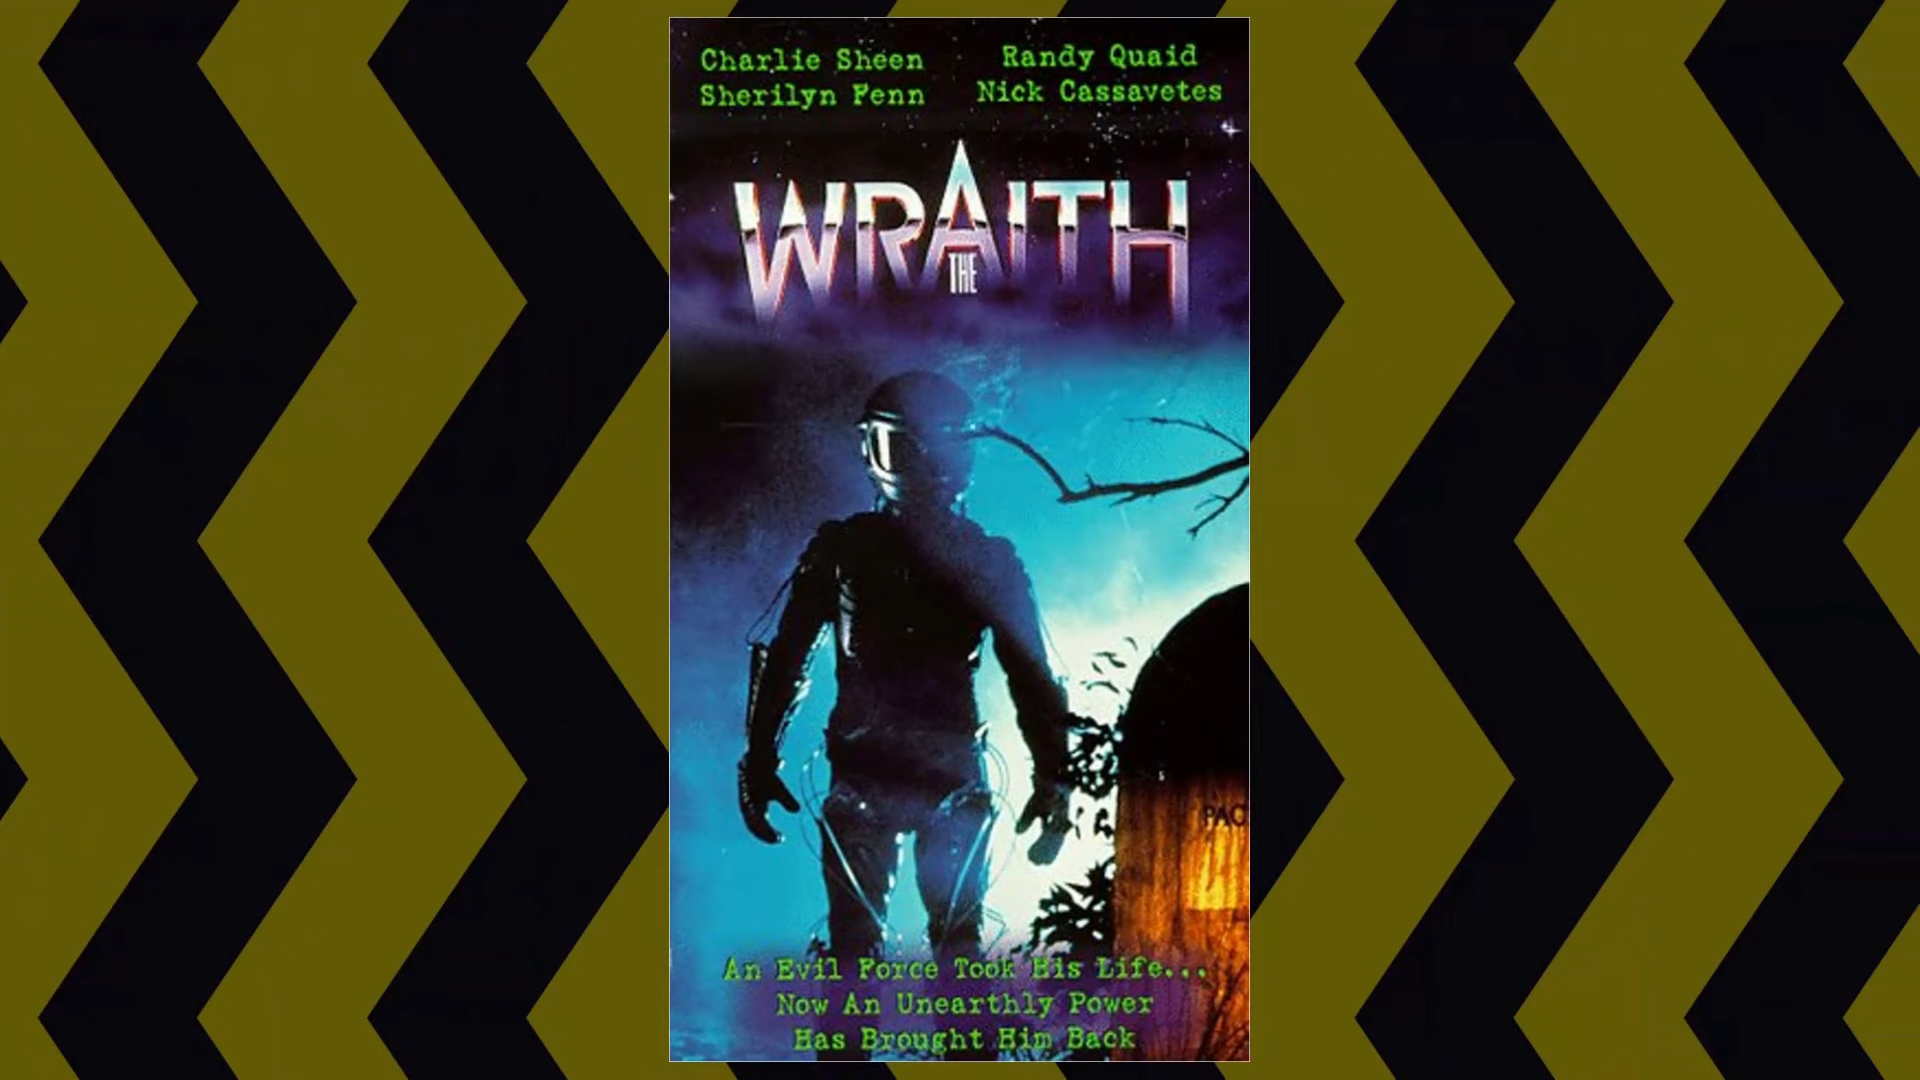 Charlie Sheen
Sherilyn Fenn
Randy Quaid
Nick Cassavetes
THE
WRAITH
PAC
An Evil Force Took His Life...
Now An Unearthly Power
Has Brought Him Back